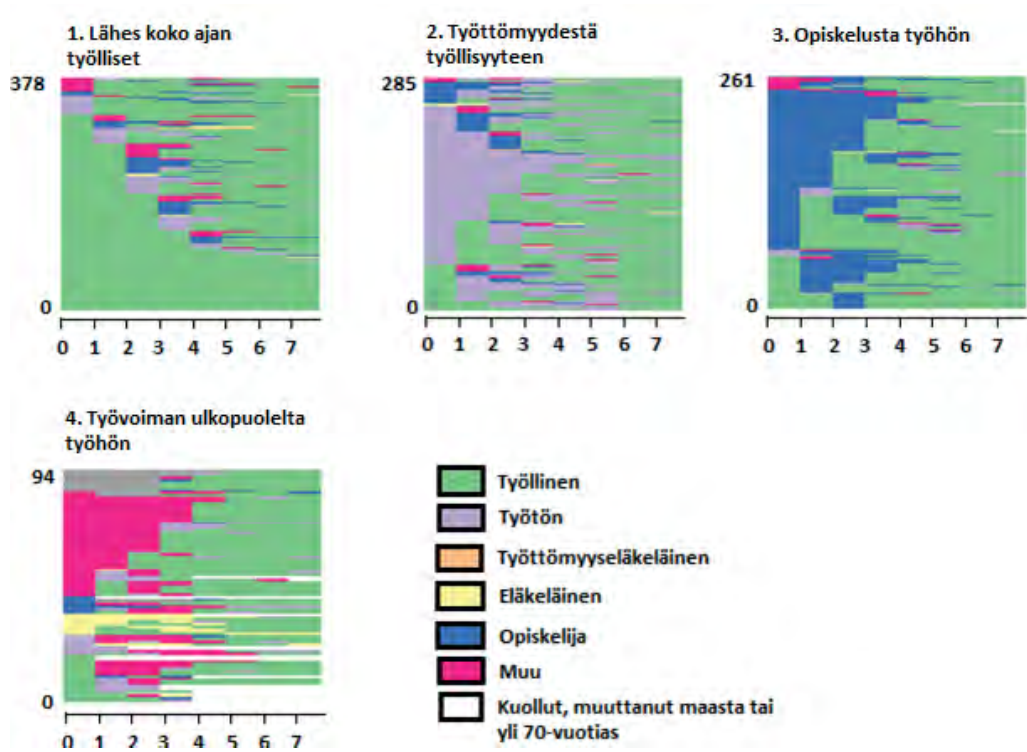 1. Lähes koko ajan
työlliset
378
0
0 1 2 3 4 5 6 7
2. Työttömyydestä
työllisyyteen
285
0
0 1 2 3 4 5 6 7
3. Opiskelusta työhön
261
0
0 1 2 3 4 5 6 7
4. Työvoiman ulkopuolelta
työhön
94
0
0 1 2 3 4 5 6 7
Työllinen
Työtön
Työttömyyseläkeläinen
Eläkeläinen
Opiskelija
Muu
Kuollut, muuttanut maasta tai
yli 70-vuotias